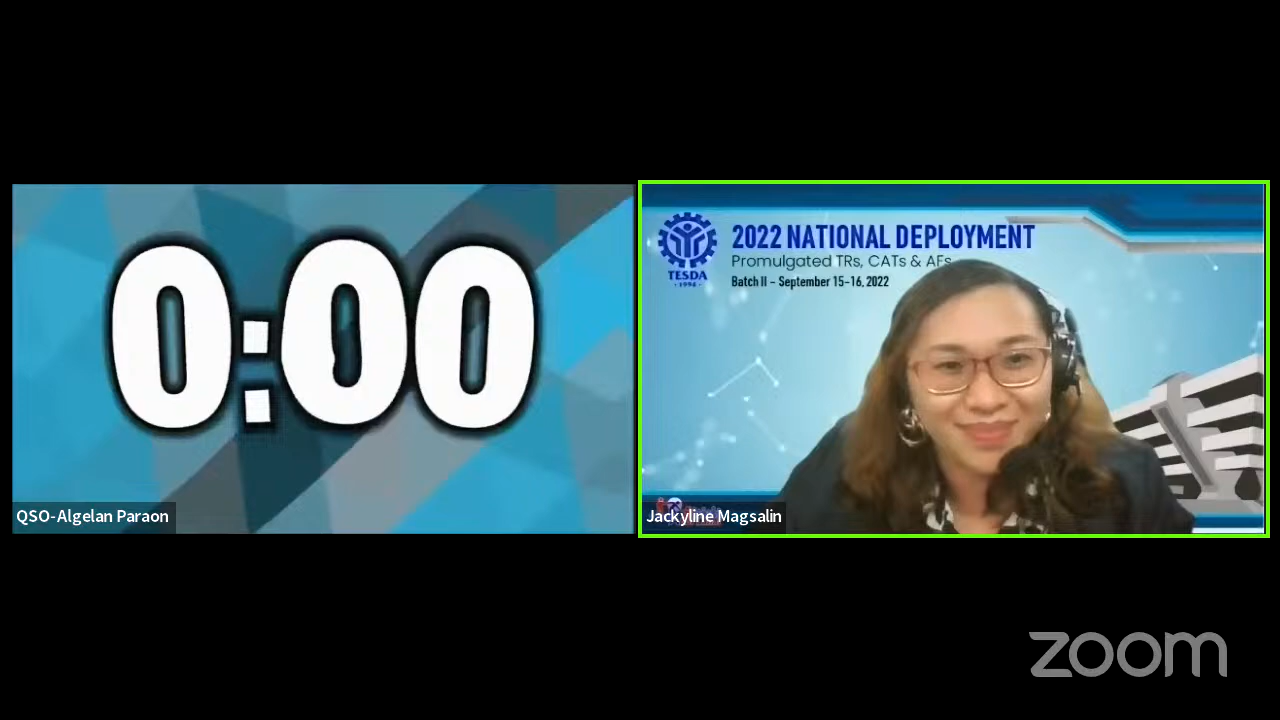 0:00
QSO-Algelan Paraon
TESDA
· 1994 ·
2022 NATIONAL DEPLOYMENT
Promulgated TRs, CATs & AFs
Batch II – September 15-16, 2022
Jackyline Magsalin
zoom